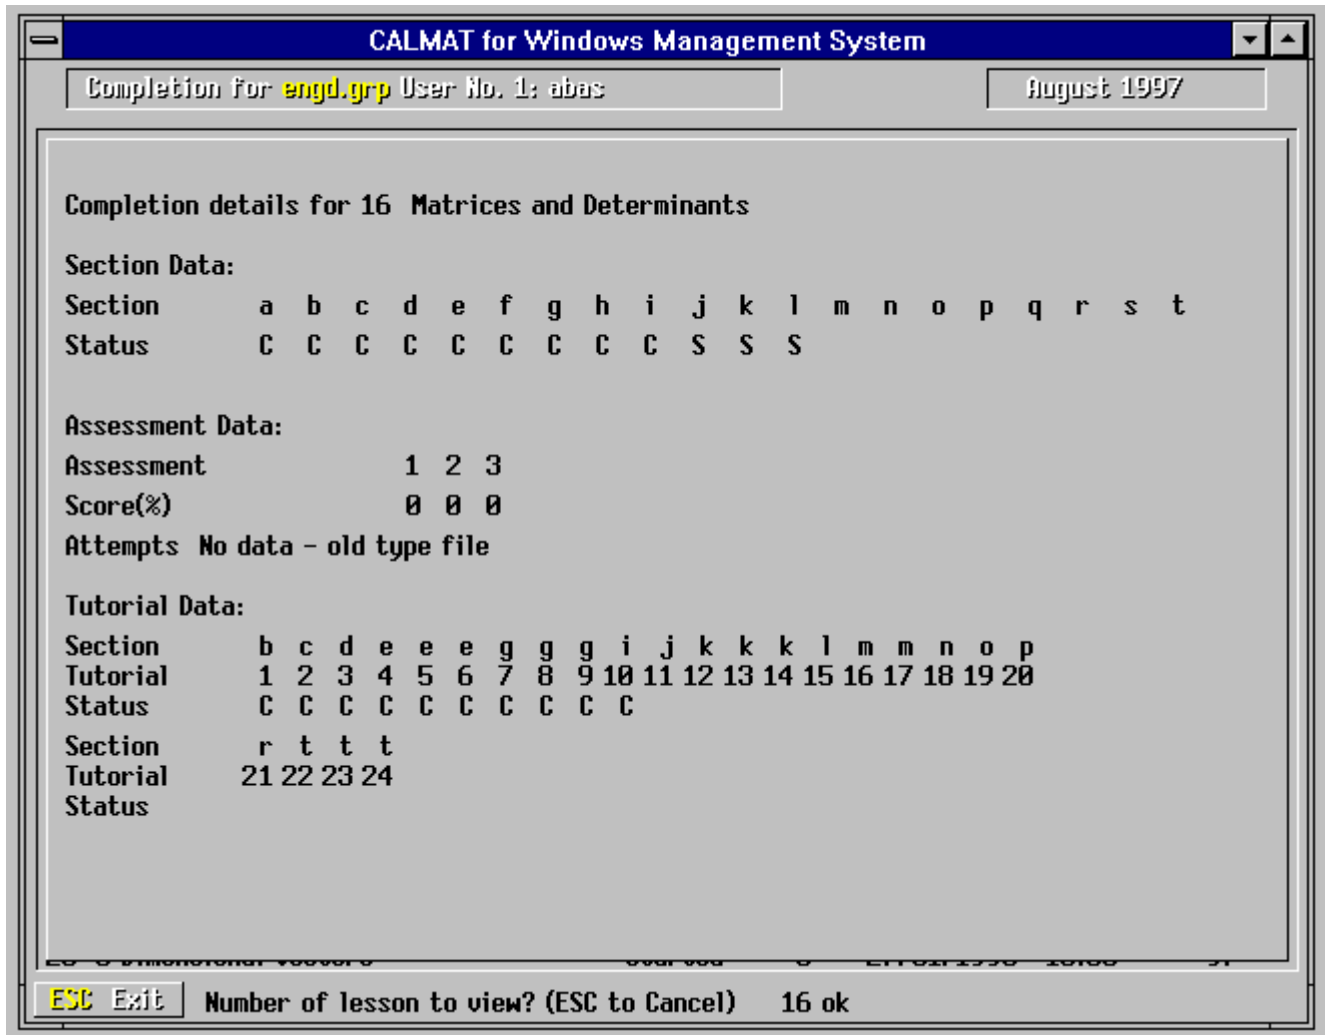 CALMAT for Windows Management System
Completion for engd.grp User No. 1: abas August 1997
Completion details for 16 Matrices and Determinants
Section Data:
Section a b c d e f g h i j k l m n o p q r s t
Status C C C C C C C C C S S S
Assessment Data:
Assessment 1 2 3
Score(%) 0 0 0
Attempts No data - old type file
Tutorial Data:
Section b c d e e e g g g i j k k k l m m n o p
Tutorial 1 2 3 4 5 6 7 8 9 10 11 12 13 14 15 16 17 18 19 20
Status C C C C C C C C C C
Section r t t t
Tutorial 21 22 23 24
Status
ESC Exit Number of lesson to view? (ESC to Cancel) 16 ok